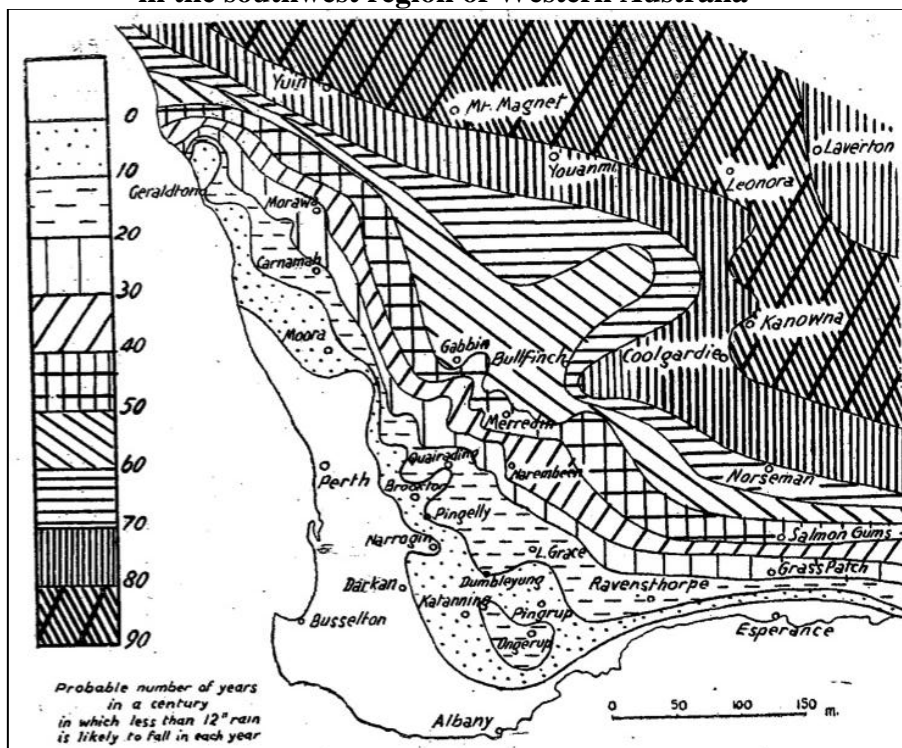 in the southwest region of Western Australia
0
10
20
30
40
50
60
70
80
90
Yuin
Mt. Magnet
Youanmi
Laverton
Leonora
Geraldton
Morawa
Carnamah
Moora
Gabbin
Bullfinch
Coolgardie
Kanowna
Merredin
Quairading
Narembeen
Perth
Brookton
Norseman
Pingelly
Salmon Gums
Narrogin
L. Grace
Grass Patch
Darkan
Dumbleyung
Ravensthorpe
Katanning
Pingrup
Busselton
Esperance
Ongerup
Albany
Probable number of years
in a century
in which less than 12" rain
is likely to fall in each year
0 50 100 150 m.